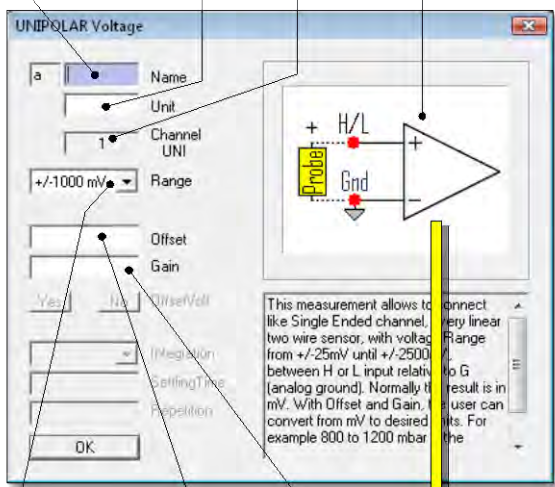 UNIPOLAR Voltage
a Name
Unit
1 Channel
UNI
+/-1000 mV Range
Offset
Gain
Yes No OffsetVolt
Integration
SettlingTime
Repetition
OK
+ H/L +
Probe
Gnd −
This measurement allows to connect
like Single Ended channel, very linear
two wire sensor, with voltage Range
from +/-25mV until +/-2500
between H or L input relative to G
(analog ground). Normally the result is in
mV. With Offset and Gain, the user can
convert from mV to desired units. For
example 800 to 1200 mbar the